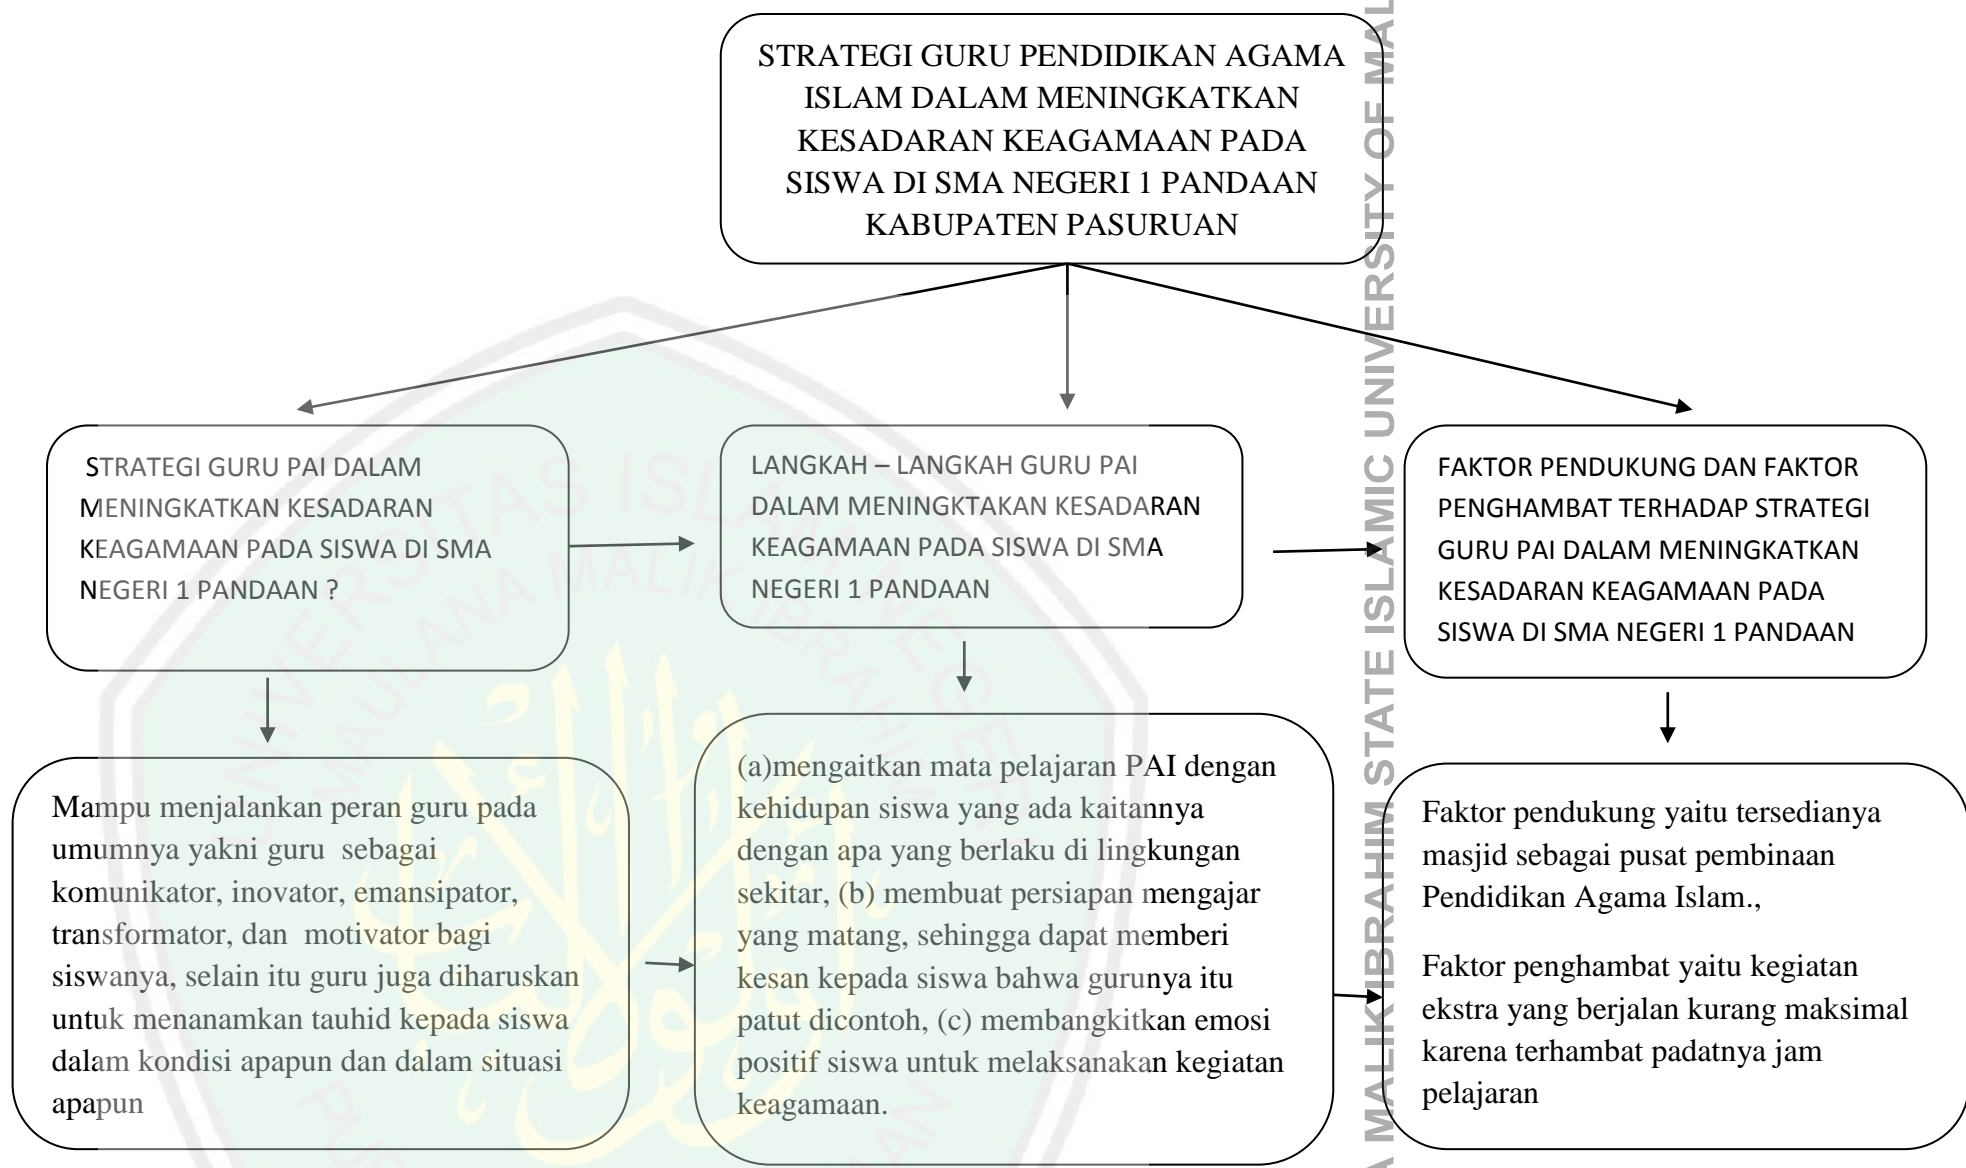 STRATEGI GURU PENDIDIKAN AGAMA
ISLAM DALAM MENINGKATKAN
KESADARAN KEAGAMAAN PADA
SISWA DI SMA NEGERI 1 PANDAAN
KABUPATEN PASURUAN
STRATEGI GURU PAI DALAM
MENINGKATKAN KESADARAN
KEAGAMAAN PADA SISWA DI SMA
NEGERI 1 PANDAAN ?
LANGKAH – LANGKAH GURU PAI
DALAM MENINGKTAKAN KESADARAN
KEAGAMAAN PADA SISWA DI SMA
NEGERI 1 PANDAAN
FAKTOR PENDUKUNG DAN FAKTOR
PENGHAMBAT TERHADAP STRATEGI
GURU PAI DALAM MENINGKATKAN
KESADARAN KEAGAMAAN PADA
SISWA DI SMA NEGERI 1 PANDAAN
Mampu menjalankan peran guru pada
umumnya yakni guru sebagai
komunikator, inovator, emansipator,
transformator, dan motivator bagi
siswanya, selain itu guru juga diharuskan
untuk menanamkan tauhid kepada siswa
dalam kondisi apapun dan dalam situasi
apapun
(a)mengaitkan mata pelajaran PAI dengan
kehidupan siswa yang ada kaitannya
dengan apa yang berlaku di lingkungan
sekitar, (b) membuat persiapan mengajar
yang matang, sehingga dapat memberi
kesan kepada siswa bahwa gurunya itu
patut dicontoh, (c) membangkitkan emosi
positif siswa untuk melaksanakan kegiatan
keagamaan.
Faktor pendukung yaitu tersedianya
masjid sebagai pusat pembinaan
Pendidikan Agama Islam.,
Faktor penghambat yaitu kegiatan
ekstra yang berjalan kurang maksimal
karena terhambat padatnya jam
pelajaran
UNIVERSITAS ISLAM NEGERI
MAULANA MALIK IBRAHIM
MALIK IBRAHIM STATE ISLAMIC UNIVERSITY OF